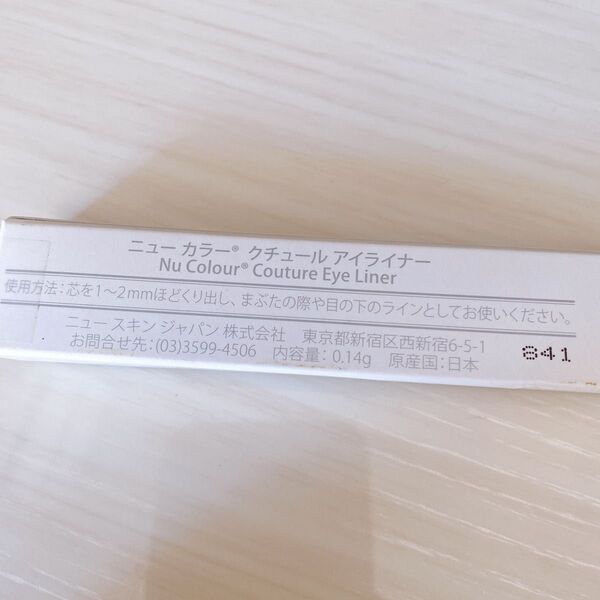 ニュー カラー® クチュール アイライナー
Nu Colour® Couture Eye Liner
使用方法：芯を1～2mmほどくり出し、まぶたの際や目の下のラインとしてお使いください。
ニュー スキン ジャパン 株式会社　東京都新宿区西新宿6-5-1
お問合せ先：(03)3599-4506　内容量：0.14g　原産国：日本
841